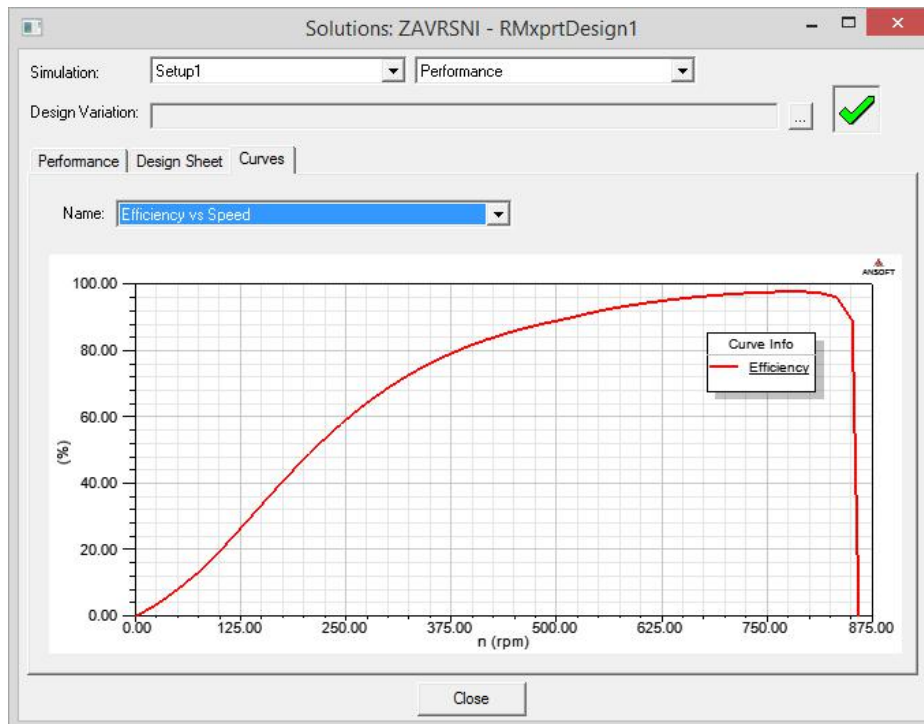 Solutions: ZAVRSNI - RMxprtDesign1
Simulation: Setup1 Performance
Design Variation: ...
Performance Design Sheet Curves
Name: Efficiency vs Speed
ANSOFT
100.00
80.00
60.00
40.00
20.00
0.00
(%)
Curve Info
Efficiency
0.00 125.00 250.00 375.00 500.00 625.00 750.00 875.00
n (rpm)
Close